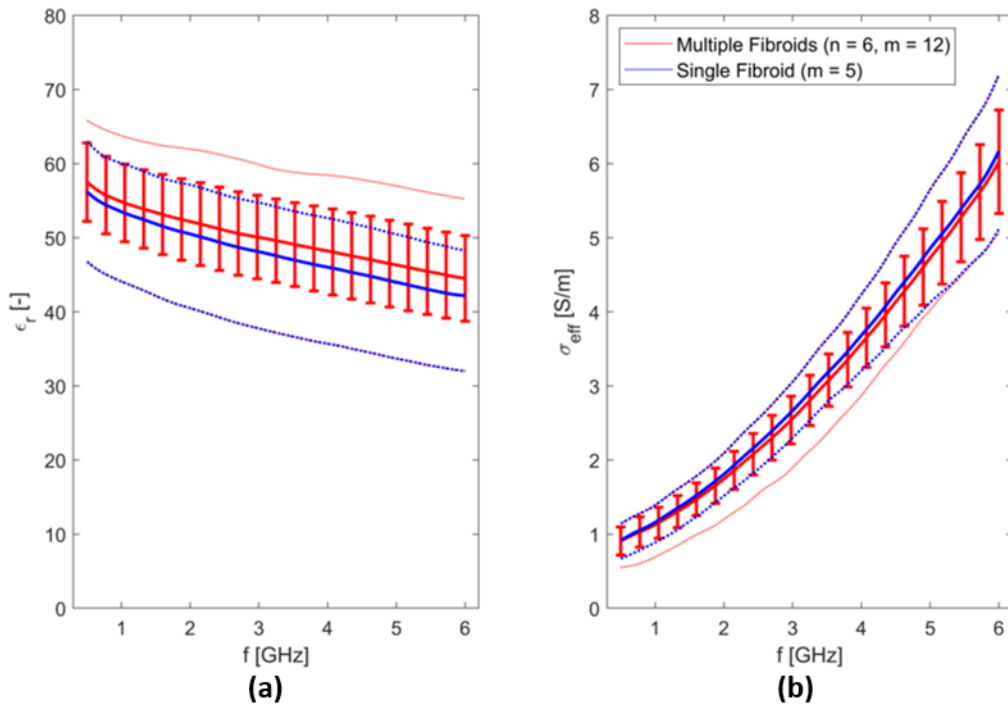 80
70
60
50
40
30
20
10
0
ϵr [-]
1 2 3 4 5 6
f [GHz]
(a)
8
7
6
5
4
3
2
1
0
σeff [S/m]
Multiple Fibroids (n = 6, m = 12)
Single Fibroid (m = 5)
1 2 3 4 5 6
f [GHz]
(b)